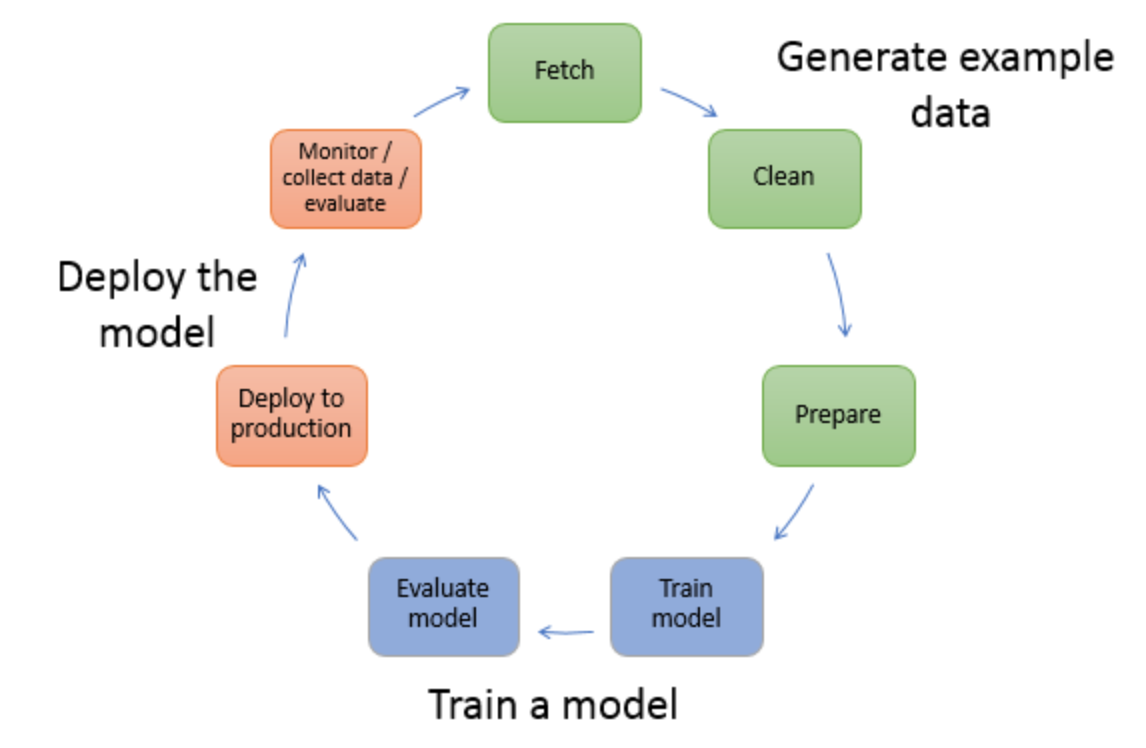 Fetch
Generate example
data
Clean
Monitor /
collect data /
evaluate
Deploy the
model
Prepare
Deploy to
production
Train
model
Evaluate
model
Train a model